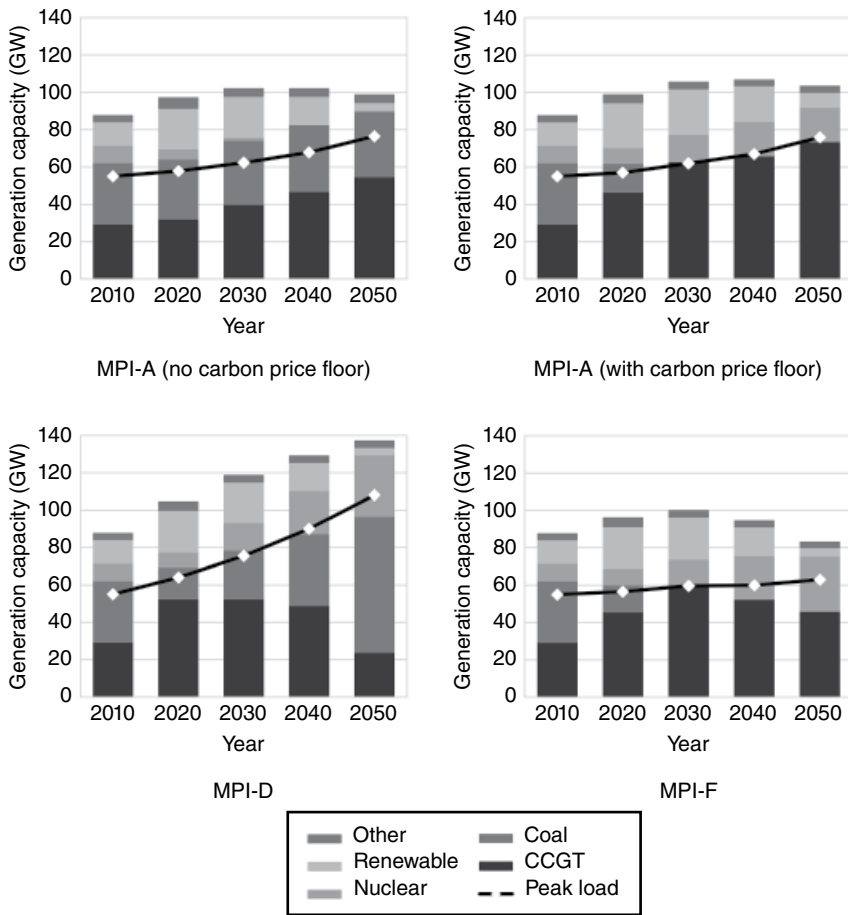 Generation capacity (GW)
140
120
100
80
60
40
20
0
2010 2020 2030 2040 2050
Year
MPI-A (no carbon price floor)
Generation capacity (GW)
140
120
100
80
60
40
20
0
2010 2020 2030 2040 2050
Year
MPI-A (with carbon price floor)
Generation capacity (GW)
140
120
100
80
60
40
20
0
2010 2020 2030 2040 2050
Year
MPI-D
Generation capacity (GW)
140
120
100
80
60
40
20
0
2010 2020 2030 2040 2050
Year
MPI-F
Other Coal
Renewable CCGT
Nuclear Peak load